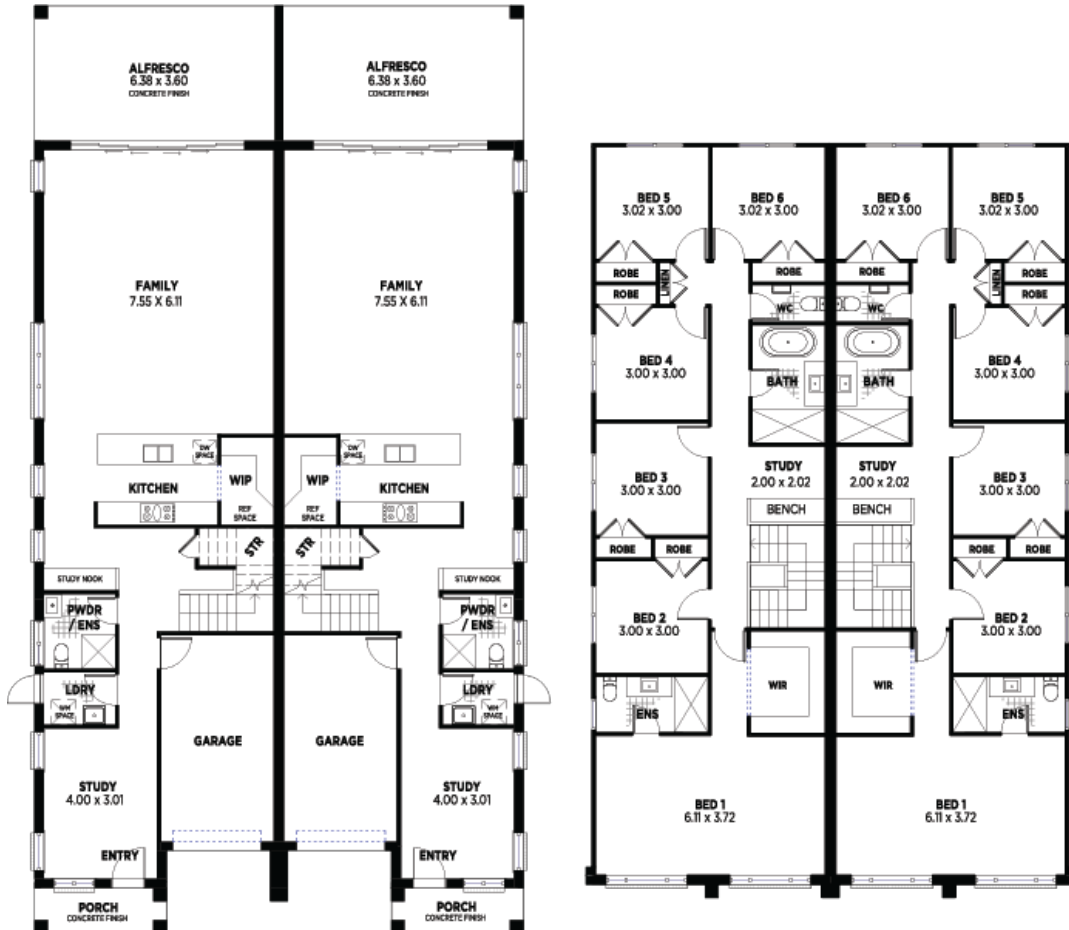 ALFRESCO
6.38 x 3.60
CONCRETE FINISH
ALFRESCO
6.38 x 3.60
CONCRETE FINISH
FAMILY
7.55 X 6.11
FAMILY
7.55 X 6.11
DW
SPACE
DW
SPACE
KITCHEN
WIP
REF
SPACE
WIP
REF
SPACE
KITCHEN
STR
STR
STUDY NOOK
STUDY NOOK
PWDR
/ ENS
PWDR
/ ENS
LDRY
WM
SPACE
LDRY
WM
SPACE
GARAGE
GARAGE
STUDY
4.00 x 3.01
STUDY
4.00 x 3.01
ENTRY
ENTRY
PORCH
CONCRETE FINISH
PORCH
CONCRETE FINISH
BED 5
3.02 x 3.00
BED 6
3.02 x 3.00
BED 6
3.02 x 3.00
BED 5
3.02 x 3.00
ROBE
ROBE
LINEN
ROBE
ROBE
LINEN
ROBE
ROBE
WC
WC
BED 4
3.00 x 3.00
BATH
BATH
BED 4
3.00 x 3.00
BED 3
3.00 x 3.00
STUDY
2.00 x 2.02
STUDY
2.00 x 2.02
BED 3
3.00 x 3.00
BENCH
BENCH
ROBE
ROBE
ROBE
ROBE
BED 2
3.00 x 3.00
BED 2
3.00 x 3.00
WIR
WIR
ENS
ENS
BED 1
6.11 x 3.72
BED 1
6.11 x 3.72